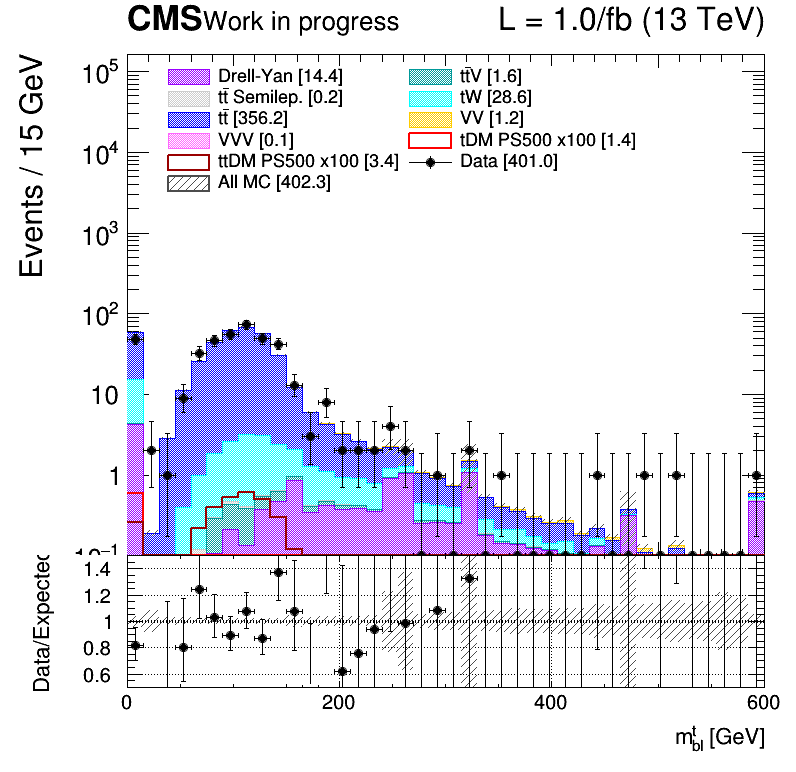 CMS Work in progress L = 1.0/fb (13 TeV)
Events / 15 GeV
10⁵
10⁴
10³
10²
10
1
10⁻¹
Drell-Yan [14.4]
tt̄V [1.6]
tt̄ Semilep. [0.2]
tW [28.6]
tt̄ [356.2]
VV [1.2]
VVV [0.1]
tDM PS500 x100 [1.4]
ttDM PS500 x100 [3.4]
Data [401.0]
All MC [402.3]
Data/Expected
1.4
1.2
1
0.8
0.6
0 200 400 600
mᵗbl [GeV]